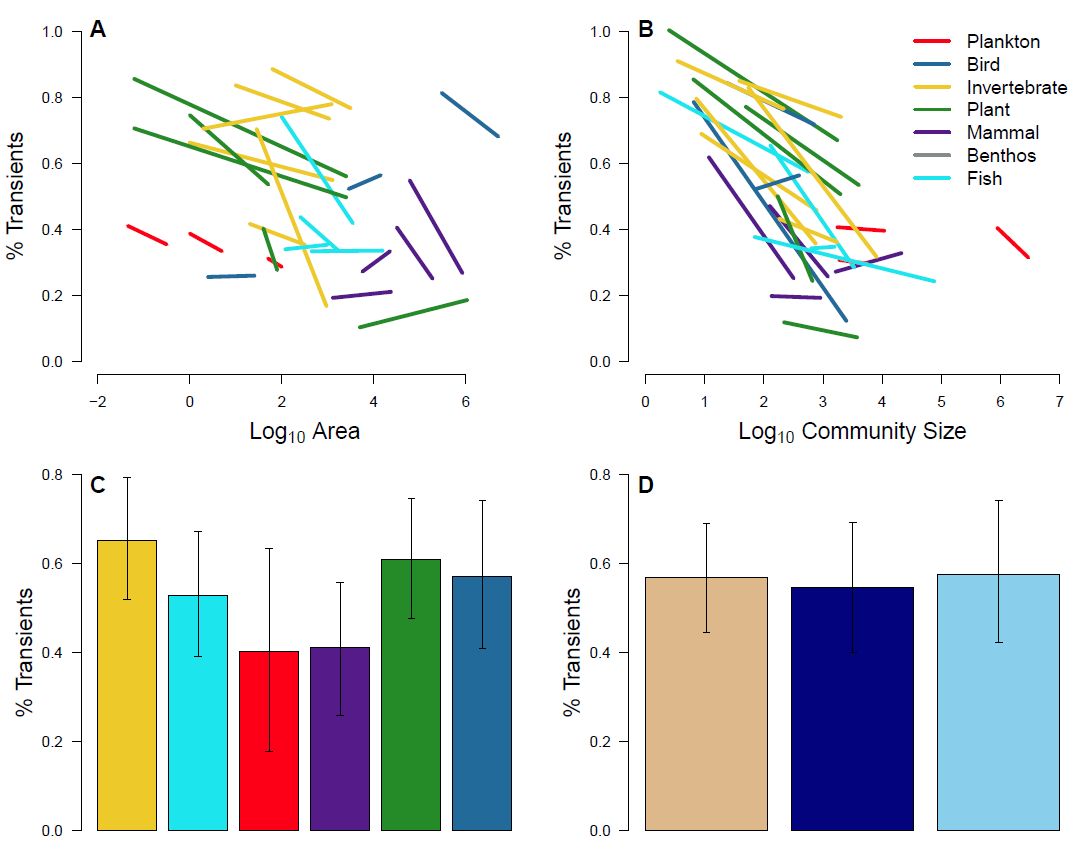 A
1.0
0.8
0.6
0.4
0.2
0.0
% Transients
−2 0 2 4 6
Log10 Area
B
1.0
0.8
0.6
0.4
0.2
0.0
% Transients
0 1 2 3 4 5 6 7
Log10 Community Size
Plankton
Bird
Invertebrate
Plant
Mammal
Benthos
Fish
C
0.8
0.6
0.4
0.2
0.0
% Transients
D
0.8
0.6
0.4
0.2
0.0
% Transients